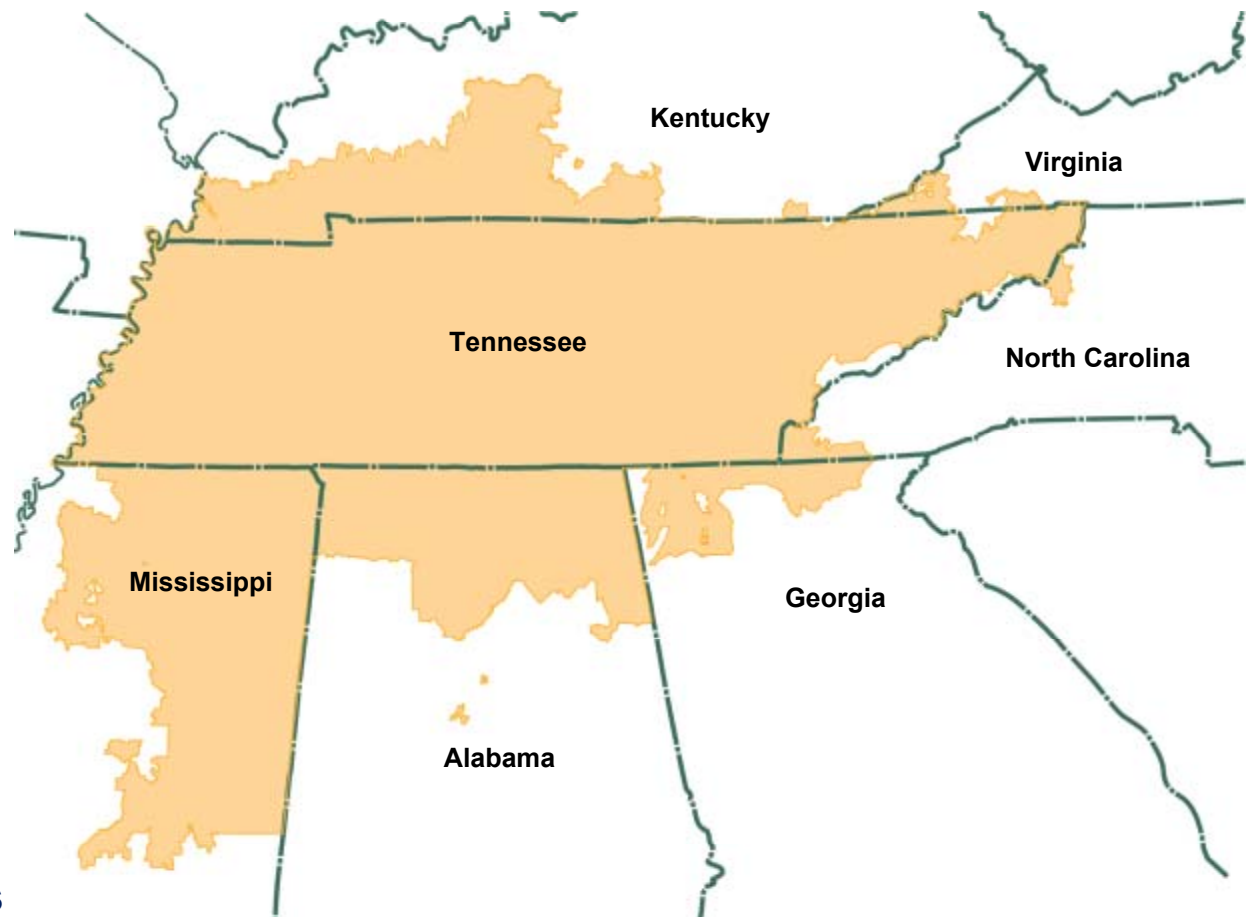 Kentucky
Virginia
Tennessee
North Carolina
Mississippi
Georgia
Alabama